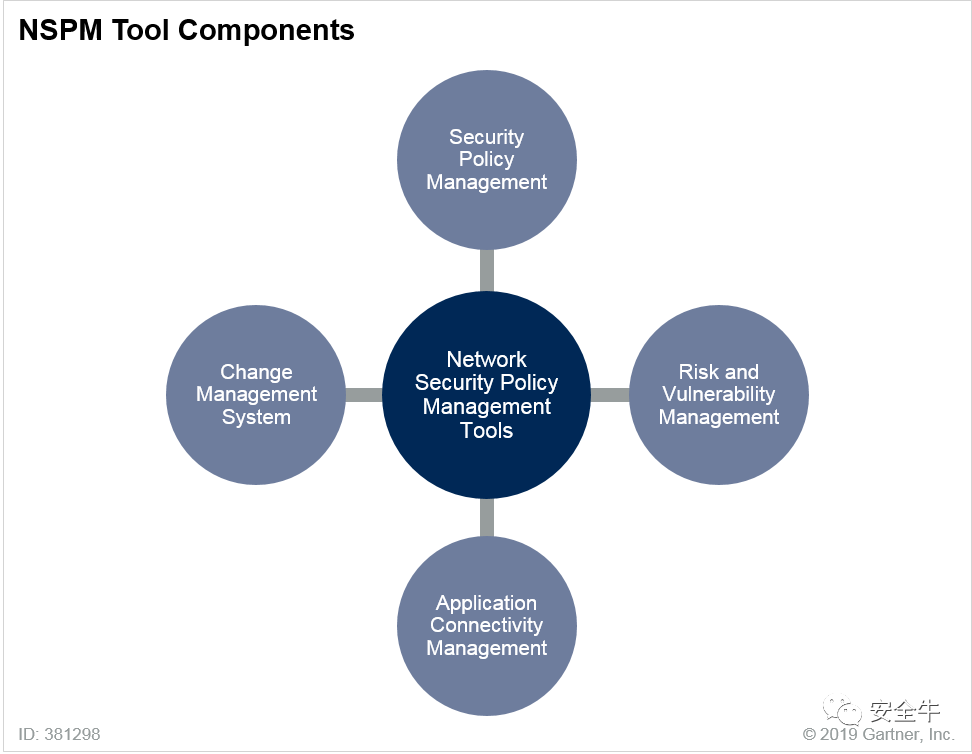 NSPM Tool Components
Security
Policy
Management
Change
Management
System
Network
Security Policy
Management
Tools
Risk and
Vulnerability
Management
Application
Connectivity
Management
安全牛
ID: 381298
© 2019 Gartner, Inc.